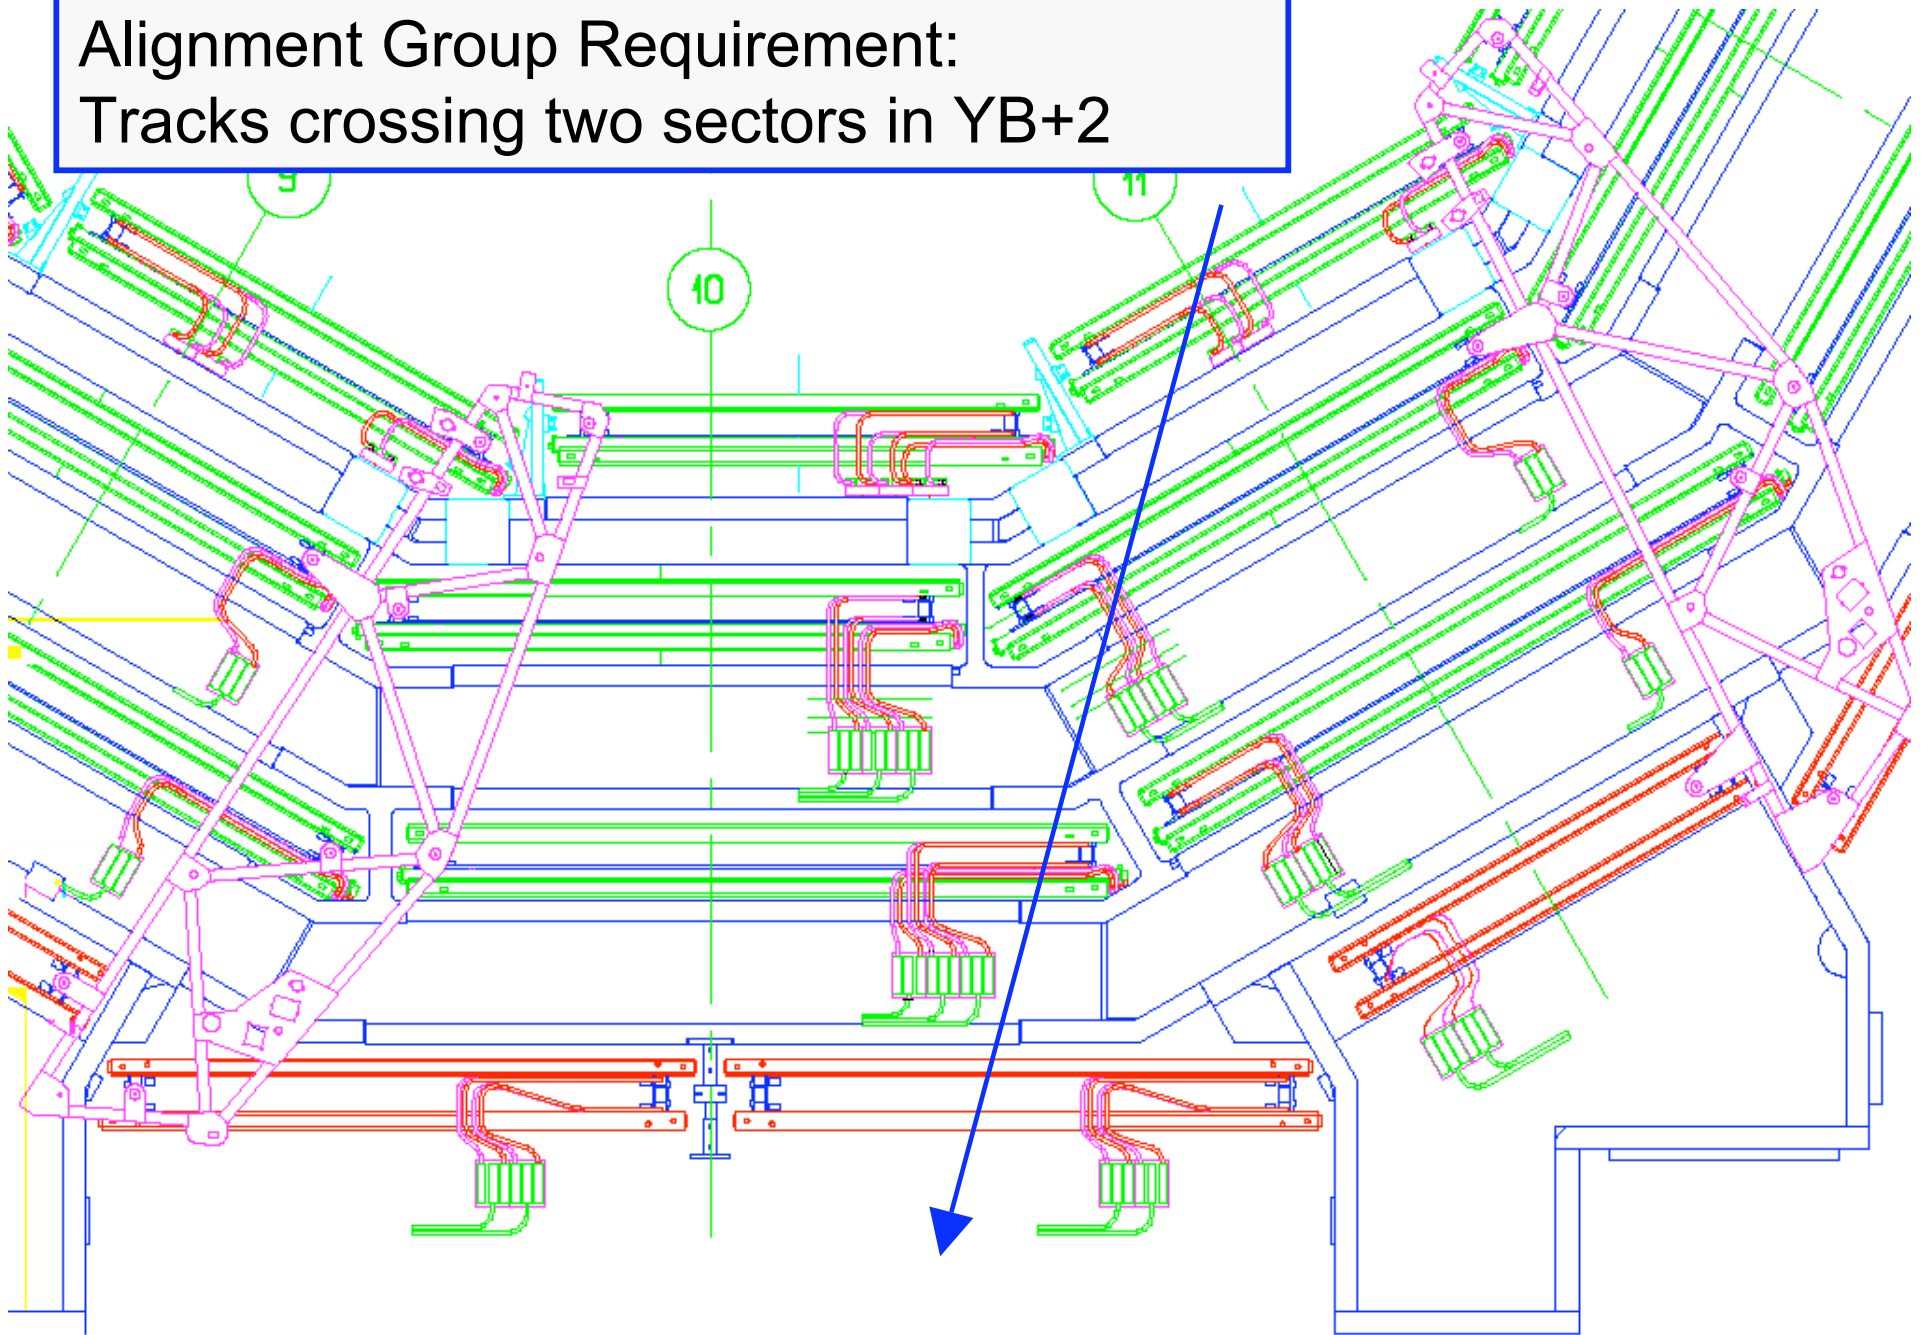 Alignment Group Requirement:
Tracks crossing two sectors in YB+2
9
11
10